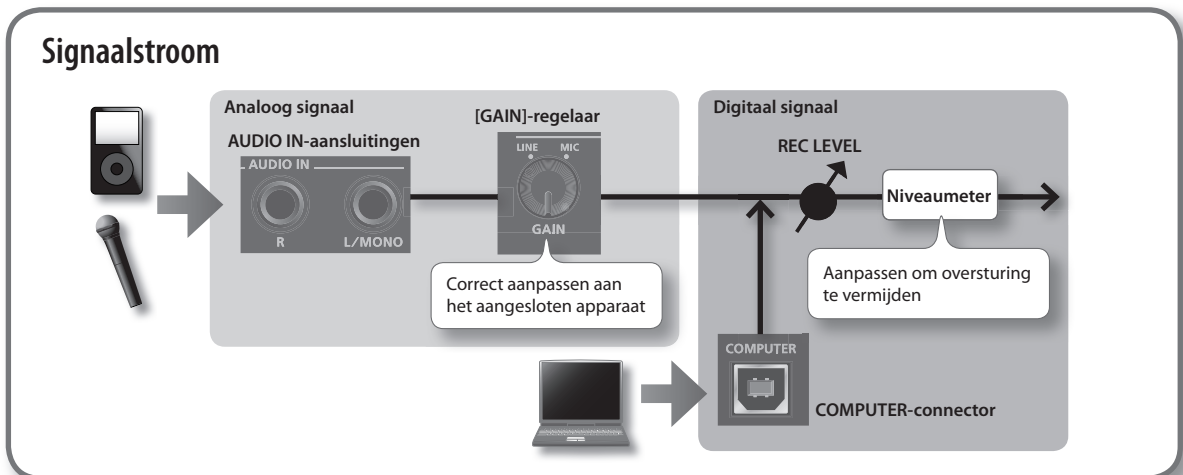 Signaalstroom
Analoog signaal
AUDIO IN-aansluitingen
AUDIO IN
R
L/MONO
[GAIN]-regelaar
LINE
MIC
GAIN
Correct aanpassen aan
het aangesloten apparaat
Digitaal signaal
REC LEVEL
Niveaumeter
Aanpassen om oversturing
te vermijden
COMPUTER
COMPUTER-connector